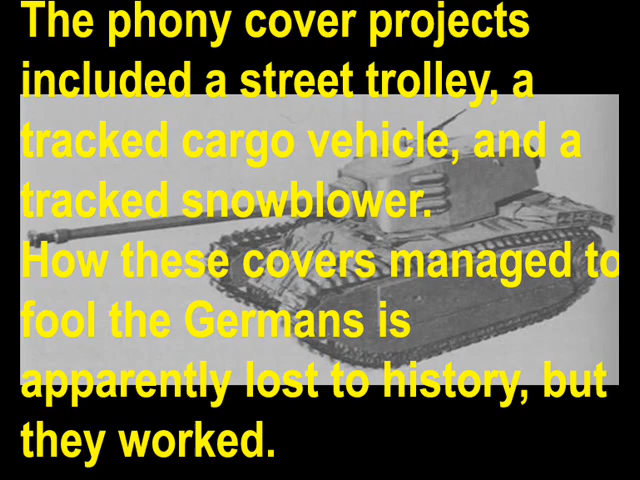 The phony cover projects
included a street trolley, a
tracked cargo vehicle, and a
tracked snowblower.
How these covers managed to
fool the Germans is
apparently lost to history, but
they worked.